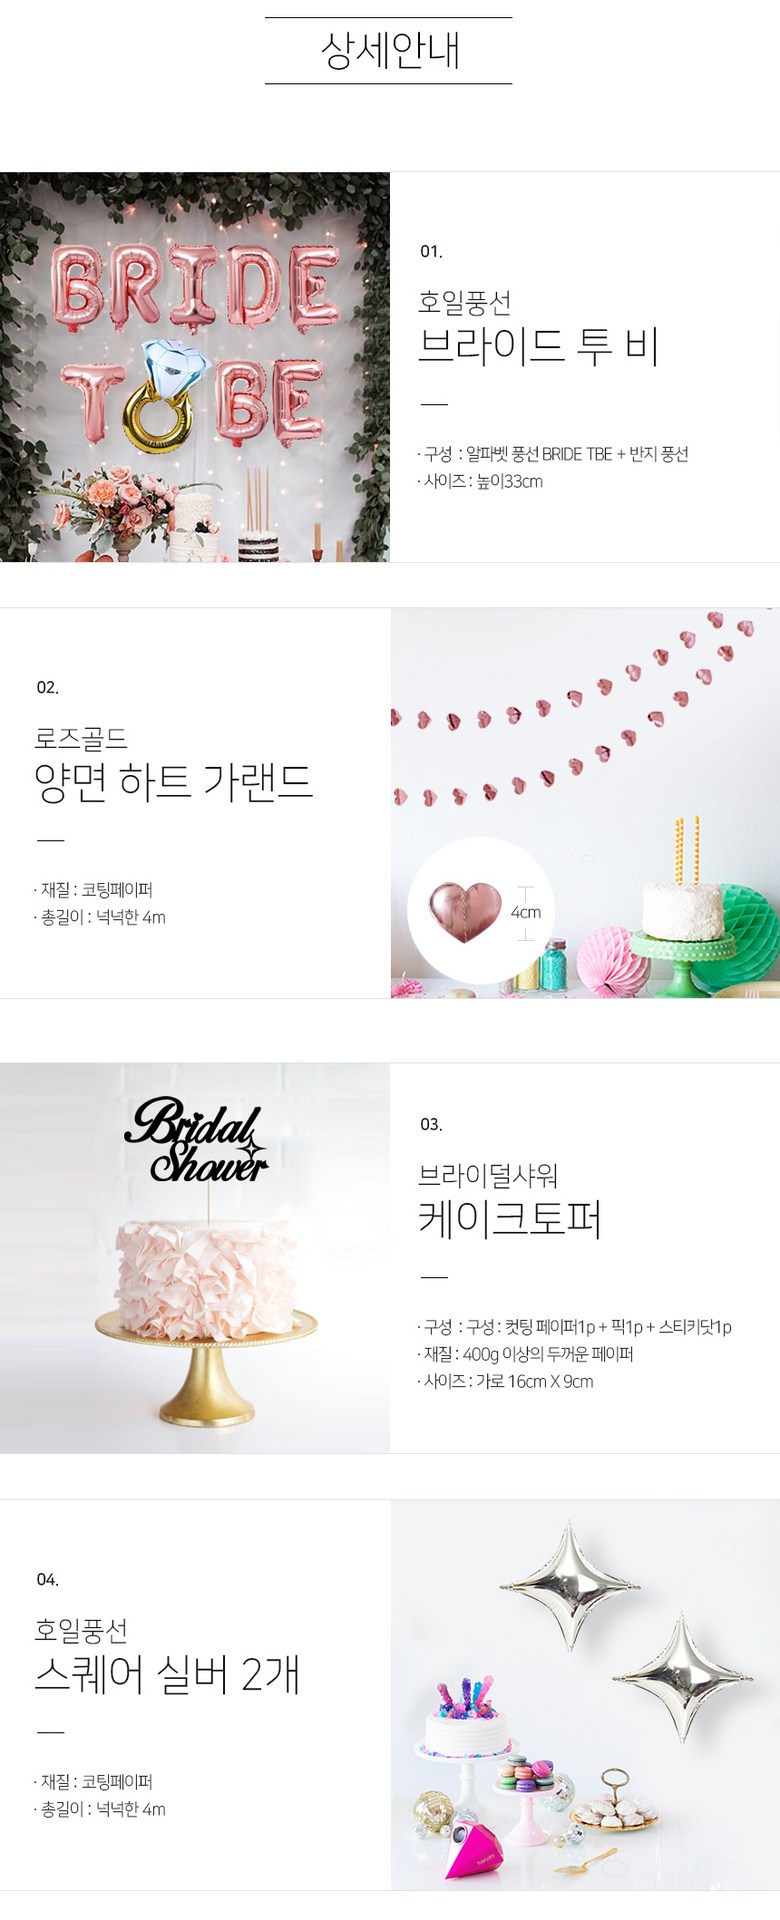 상세안내
BRIDE
T BE
01.
호일풍선
브라이드 투 비
· 구성 : 알파벳 풍선 BRIDE TBE + 반지 풍선
· 사이즈 : 높이33cm
02.
로즈골드
양면 하트 가랜드
· 재질 : 코팅페이퍼
· 총길이 : 넉넉한 4m
4cm
Bridal
Shower
03.
브라이덜샤워
케이크토퍼
· 구성 : 구성 : 컷팅 페이퍼1p + 픽1p + 스티키닷1p
· 재질 : 400g 이상의 두꺼운 페이퍼
· 사이즈 : 가로 16cm X 9cm
04.
호일풍선
스퀘어 실버 2개
· 재질 : 코팅페이퍼
· 총길이 : 넉넉한 4m